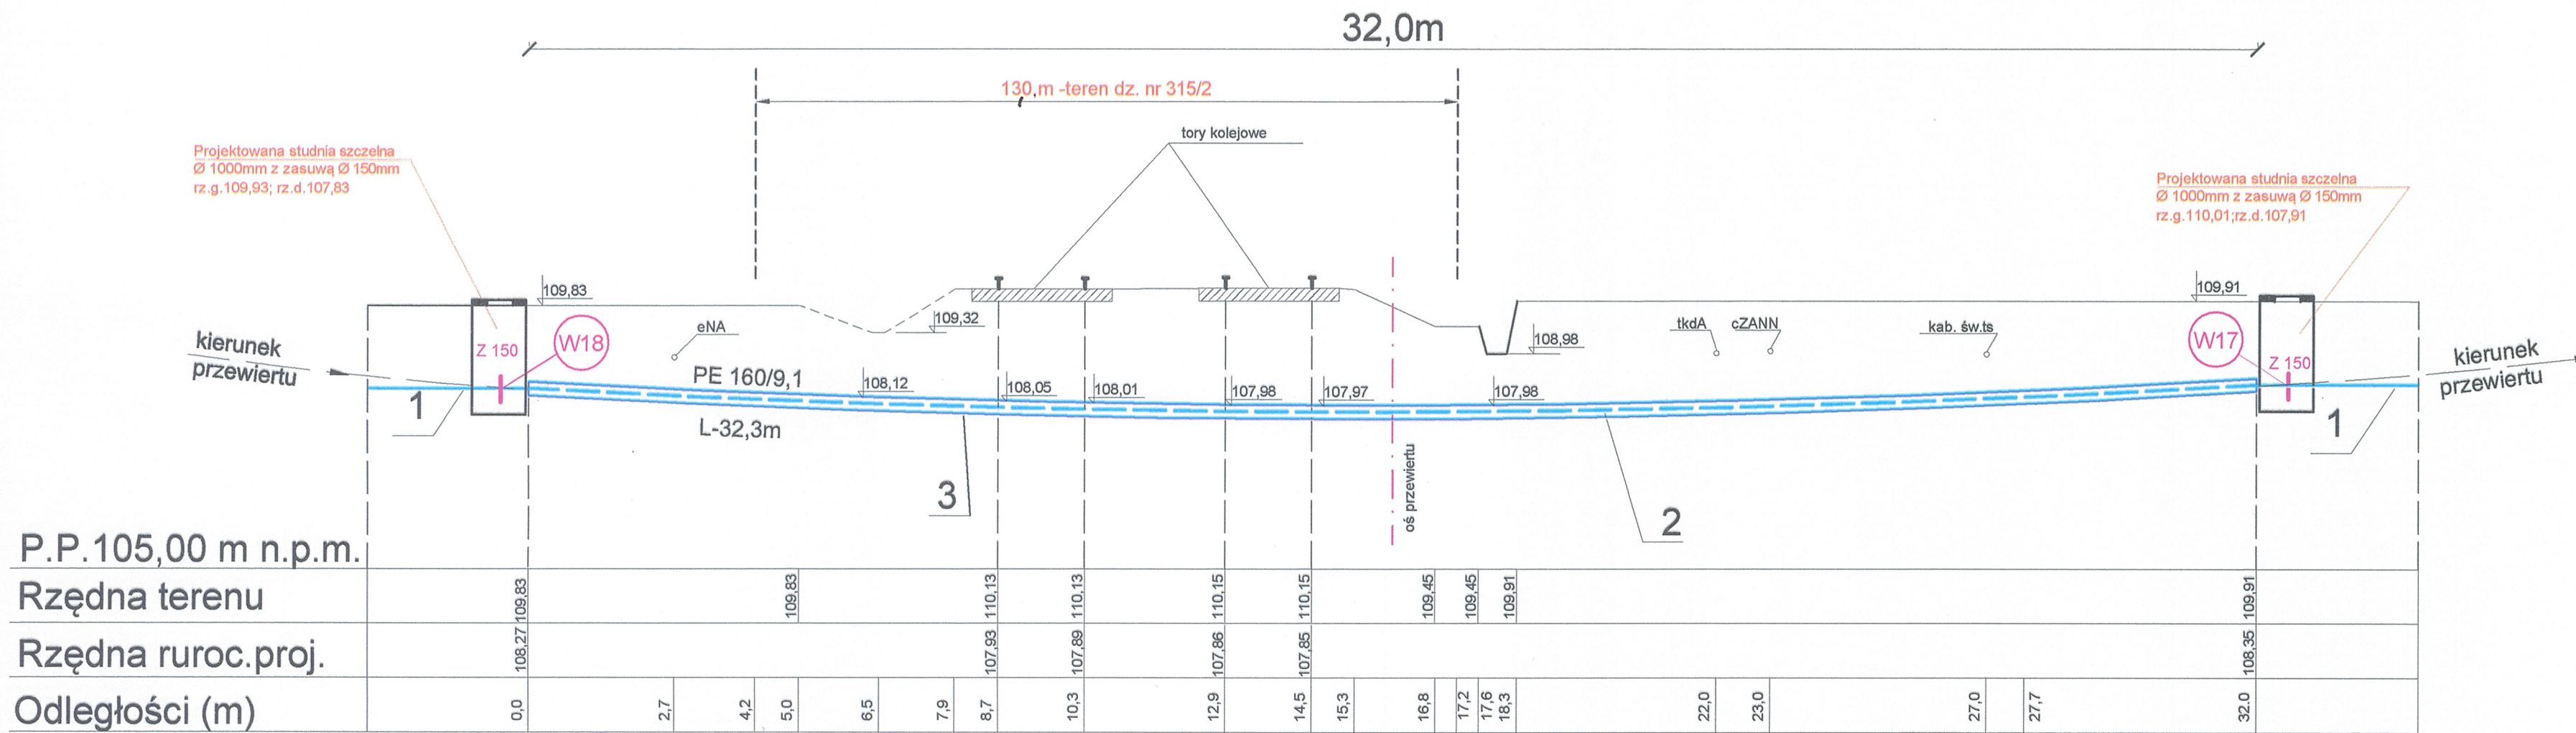 32,0m
130,m -teren dz. nr 315/2
tory kolejowe
Projektowana studnia szczelna
Ø 1000mm z zasuwą Ø 150mm
rz.g.109,93; rz.d.107,83
Projektowana studnia szczelna
Ø 1000mm z zasuwą Ø 150mm
rz.g.110,01;rz.d.107,91
109,83
109,32
109,91
108,98
eNA
tkdA
cZANN
kab. św.ts
kierunek
przewiertu
Z 150
W18
W17
Z 150
kierunek
przewiertu
PE 160/9,1
L-32,3m
108,12
108,05
108,01
107,98
107,97
107,98
1
3
2
1
oś przewiertu
P.P.105,00 m n.p.m.
Rzędna terenu
109,83
109,83
110,13
110,13
110,15
110,15
109,45
109,45
109,91
109,91
Rzędna ruroc.proj.
108,27
107,93
107,89
107,86
107,85
108,35
Odległości (m)
0,0
2,7
4,2
5,0
6,5
7,9
8,7
10,3
12,9
14,5
15,3
16,8
17,2
17,6
18,3
22,0
23,0
27,0
27,7
32.0